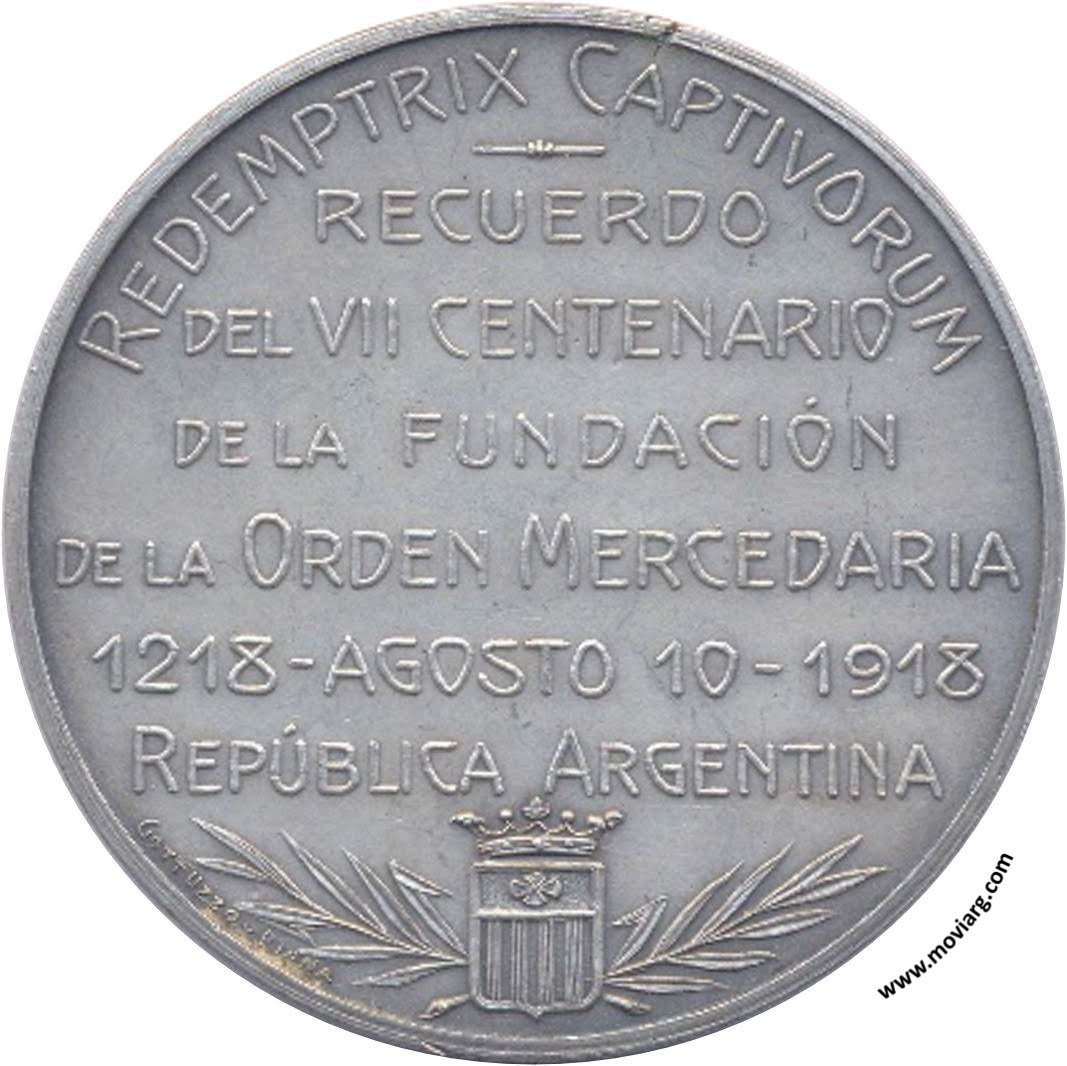 REDEMPTRIX CAPTIVORUM
RECUERDO
DEL VII CENTENARIO
DE LA FUNDACIÓN
DE LA ORDEN MERCEDARIA
1218-AGOSTO 10-1918
REPÚBLICA ARGENTINA
www.moviarg.com